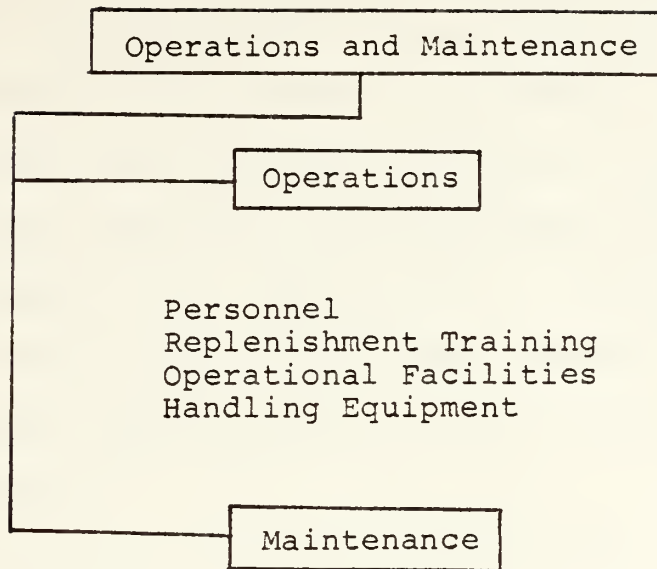 Operations and Maintenance
Operations
Personnel
Replenishment Training
Operational Facilities
Handling Equipment
Maintenance